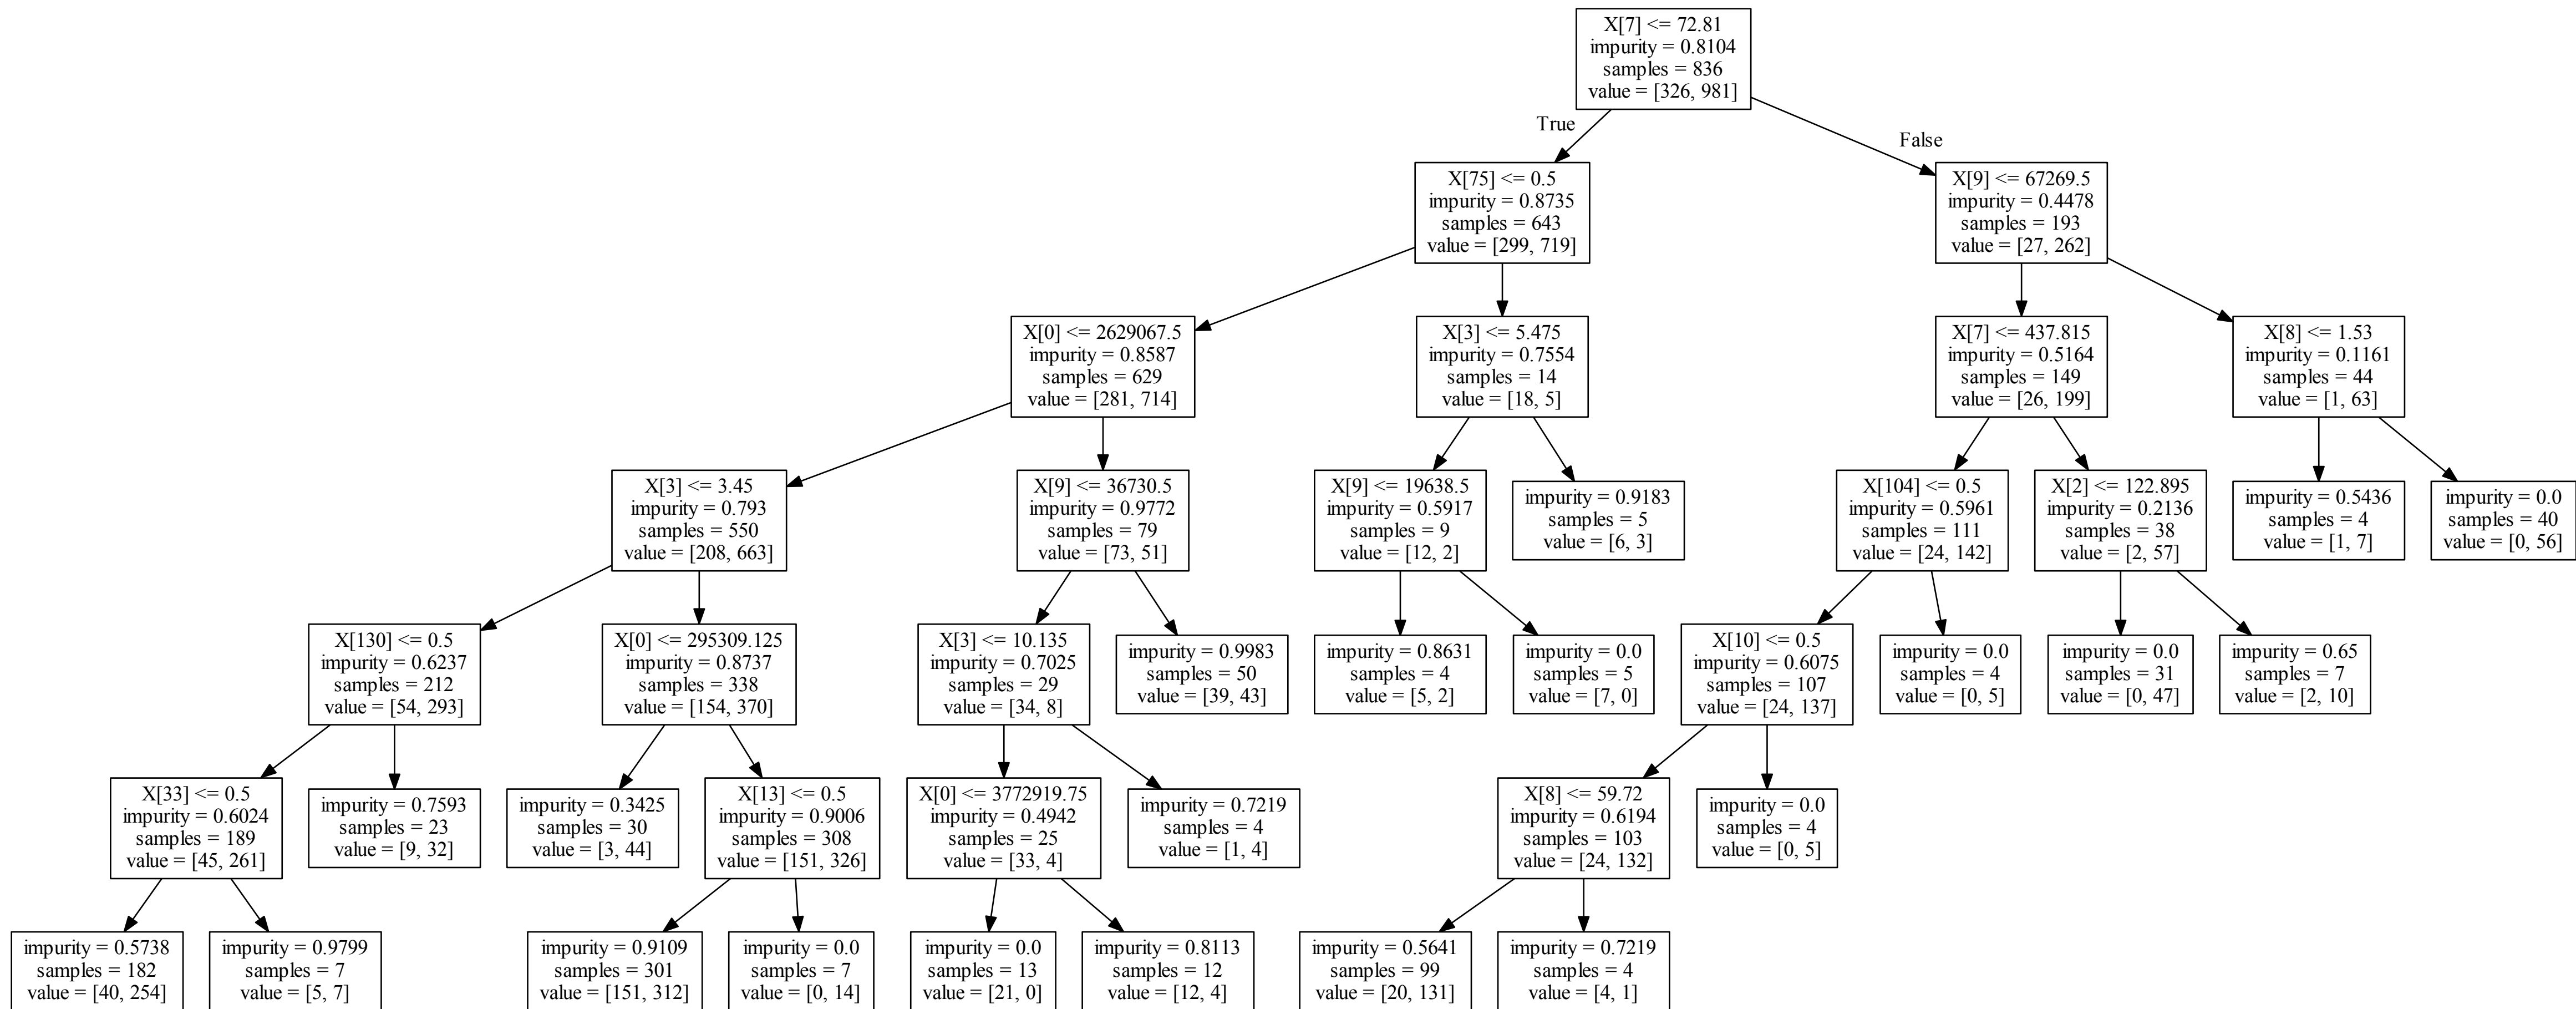 X[7] <= 72.81
impurity = 0.8104
samples = 836
value = [326, 981]
True
False
X[75] <= 0.5
impurity = 0.8735
samples = 643
value = [299, 719]
X[9] <= 67269.5
impurity = 0.4478
samples = 193
value = [27, 262]
X[0] <= 2629067.5
impurity = 0.8587
samples = 629
value = [281, 714]
X[3] <= 5.475
impurity = 0.7554
samples = 14
value = [18, 5]
X[7] <= 437.815
impurity = 0.5164
samples = 149
value = [26, 199]
X[8] <= 1.53
impurity = 0.1161
samples = 44
value = [1, 63]
X[3] <= 3.45
impurity = 0.793
samples = 550
value = [208, 663]
X[9] <= 36730.5
impurity = 0.9772
samples = 79
value = [73, 51]
X[9] <= 19638.5
impurity = 0.5917
samples = 9
value = [12, 2]
impurity = 0.9183
samples = 5
value = [6, 3]
X[104] <= 0.5
impurity = 0.5961
samples = 111
value = [24, 142]
X[2] <= 122.895
impurity = 0.2136
samples = 38
value = [2, 57]
impurity = 0.5436
samples = 4
value = [1, 7]
impurity = 0.0
samples = 40
value = [0, 56]
X[130] <= 0.5
impurity = 0.6237
samples = 212
value = [54, 293]
X[0] <= 295309.125
impurity = 0.8737
samples = 338
value = [154, 370]
X[3] <= 10.135
impurity = 0.7025
samples = 29
value = [34, 8]
impurity = 0.9983
samples = 50
value = [39, 43]
impurity = 0.8631
samples = 4
value = [5, 2]
impurity = 0.0
samples = 5
value = [7, 0]
X[10] <= 0.5
impurity = 0.6075
samples = 107
value = [24, 137]
impurity = 0.0
samples = 4
value = [0, 5]
impurity = 0.0
samples = 31
value = [0, 47]
impurity = 0.65
samples = 7
value = [2, 10]
X[33] <= 0.5
impurity = 0.6024
samples = 189
value = [45, 261]
impurity = 0.7593
samples = 23
value = [9, 32]
impurity = 0.3425
samples = 30
value = [3, 44]
X[13] <= 0.5
impurity = 0.9006
samples = 308
value = [151, 326]
X[0] <= 3772919.75
impurity = 0.4942
samples = 25
value = [33, 4]
impurity = 0.7219
samples = 4
value = [1, 4]
X[8] <= 59.72
impurity = 0.6194
samples = 103
value = [24, 132]
impurity = 0.0
samples = 4
value = [0, 5]
impurity = 0.5738
samples = 182
value = [40, 254]
impurity = 0.9799
samples = 7
value = [5, 7]
impurity = 0.9109
samples = 301
value = [151, 312]
impurity = 0.0
samples = 7
value = [0, 14]
impurity = 0.0
samples = 13
value = [21, 0]
impurity = 0.8113
samples = 12
value = [12, 4]
impurity = 0.5641
samples = 99
value = [20, 131]
impurity = 0.7219
samples = 4
value = [4, 1]